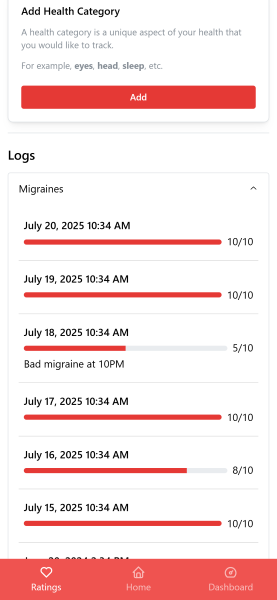 Add Health Category
A health category is a unique aspect of your health that
you would like to track.
For example, eyes, head, sleep, etc.
Add
Logs
Migraines
July 20, 2025 10:34 AM
10/10
July 19, 2025 10:34 AM
10/10
July 18, 2025 10:34 AM
5/10
Bad migraine at 10PM
July 17, 2025 10:34 AM
10/10
July 16, 2025 10:34 AM
8/10
July 15, 2025 10:34 AM
10/10
Ratings
Home
Dashboard